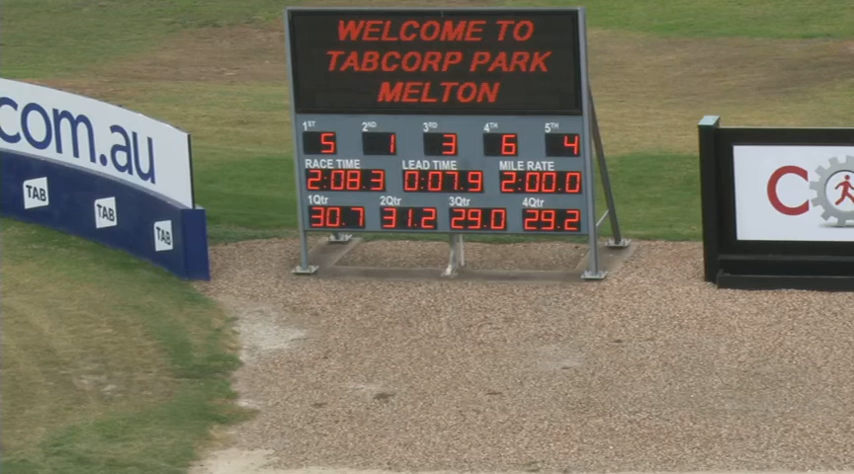 WELCOME TO
TABCORP PARK
MELTON
1ST 2ND 3RD 4TH 5TH
5 1 3 6 4
RACE TIME LEAD TIME MILE RATE
2:08.3 0:07.9 2:00.0
1Qtr 2Qtr 3Qtr 4Qtr
30.7 31.2 29.0 29.2
com.au
TAB TAB TAB
C